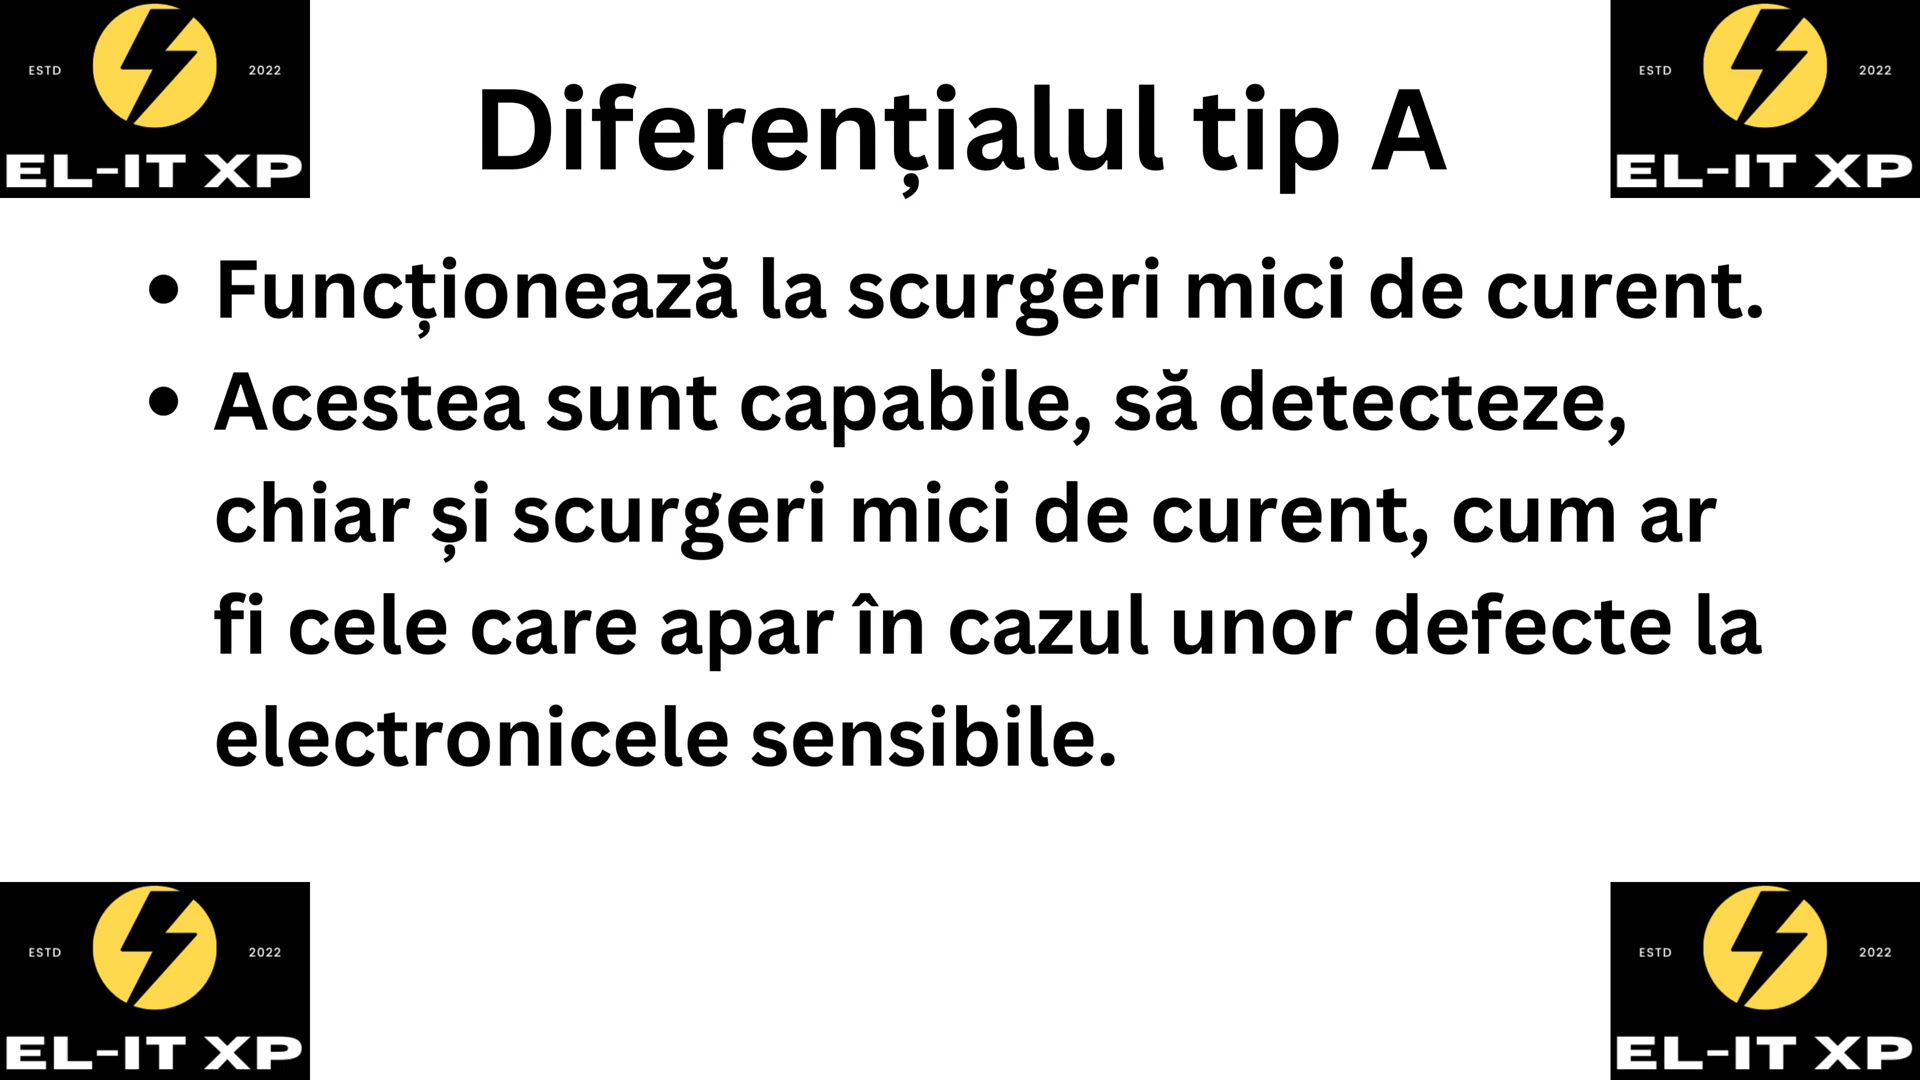 ESTD 2022
EL-IT XP
ESTD 2022
EL-IT XP
Diferențialul tip A
• Funcționează la scurgeri mici de curent.
• Acestea sunt capabile, să detecteze,
chiar și scurgeri mici de curent, cum ar
fi cele care apar în cazul unor defecte la
electronicele sensibile.
ESTD 2022
EL-IT XP
ESTD 2022
EL-IT XP